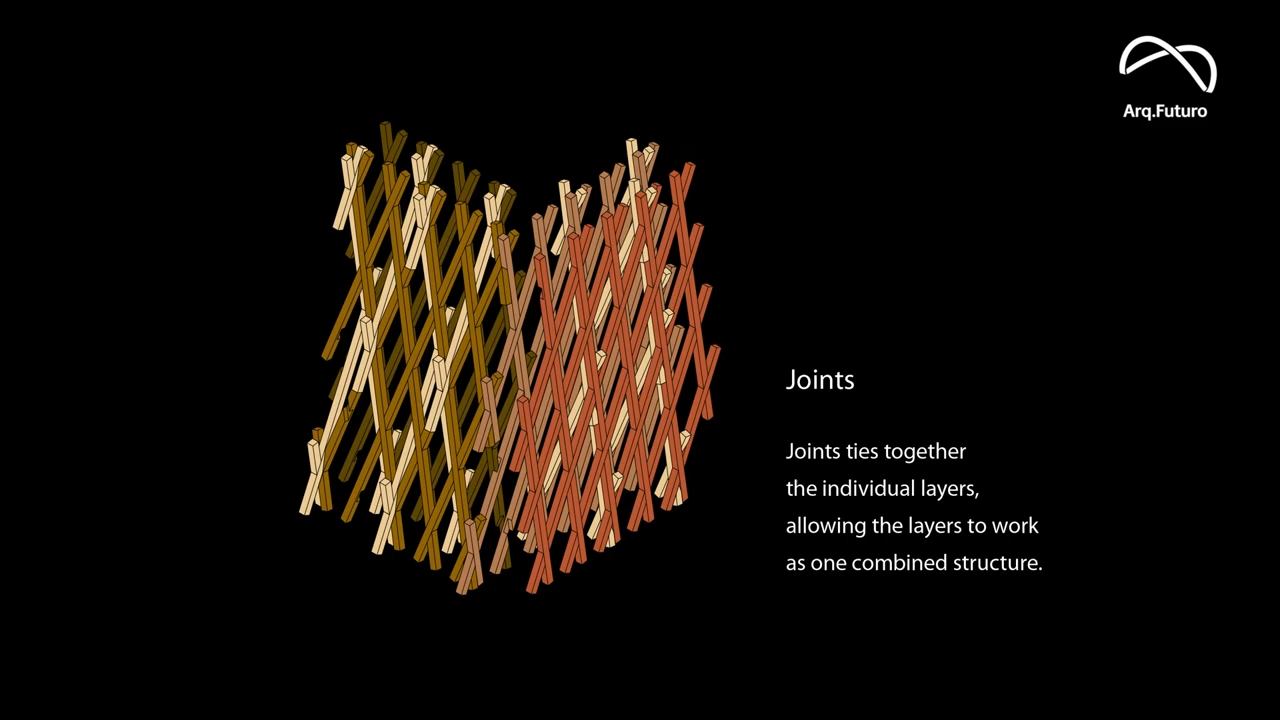 Arq.Futuro
Joints
Joints ties together
the individual layers,
allowing the layers to work
as one combined structure.